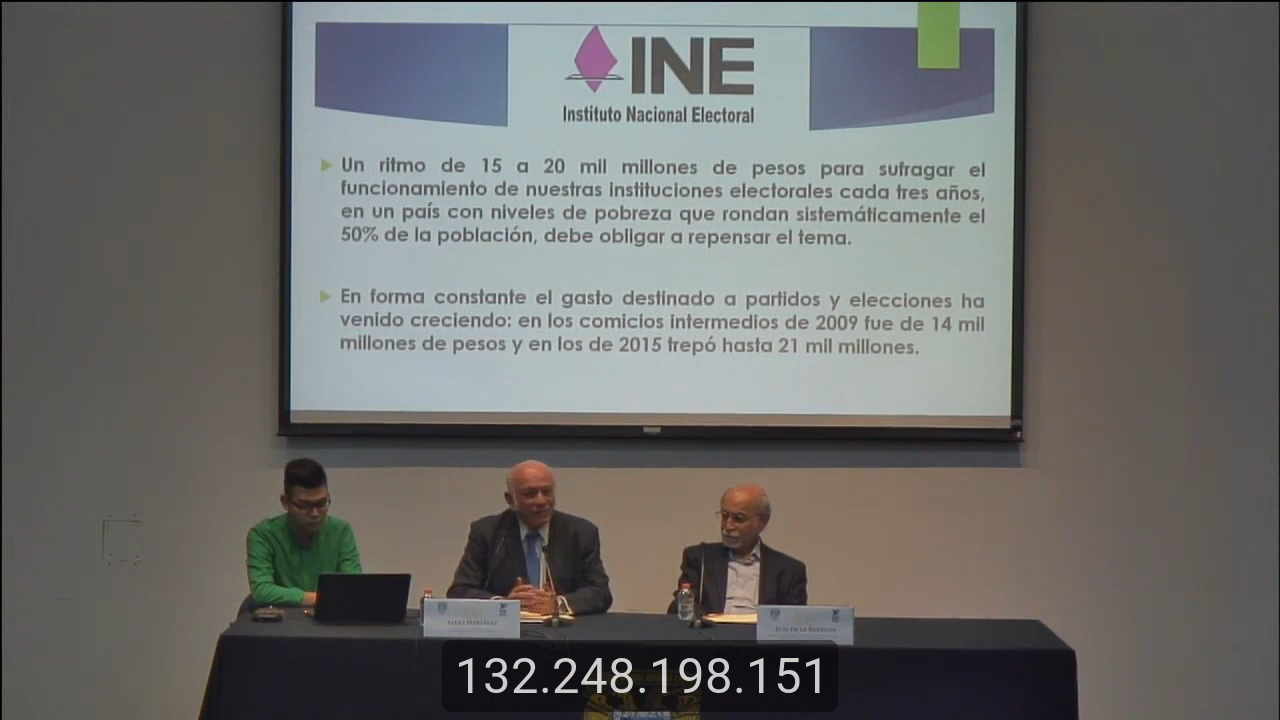 INE
Instituto Nacional Electoral
Un ritmo de 15 a 20 mil millones de pesos para sufragar el
funcionamiento de nuestras instituciones electorales cada tres años,
en un país con niveles de pobreza que rondan sistemáticamente el
50% de la población, debe obligar a repensar el tema.
En forma constante el gasto destinado a partidos y elecciones ha
venido creciendo: en los comicios intermedios de 2009 fue de 14 mil
millones de pesos y en los de 2015 trepó hasta 21 mil millones.
132.248.198.151